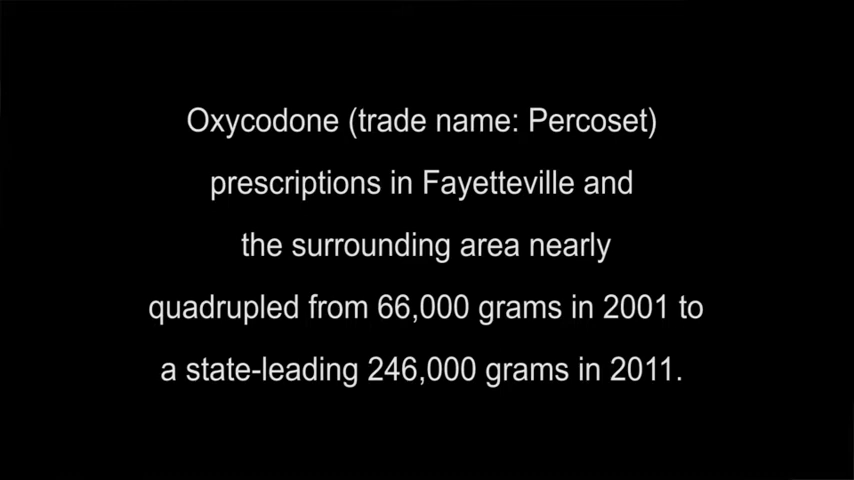 Oxycodone (trade name: Percoset)
prescriptions in Fayetteville and
the surrounding area nearly
quadrupled from 66,000 grams in 2001 to
a state-leading 246,000 grams in 2011.